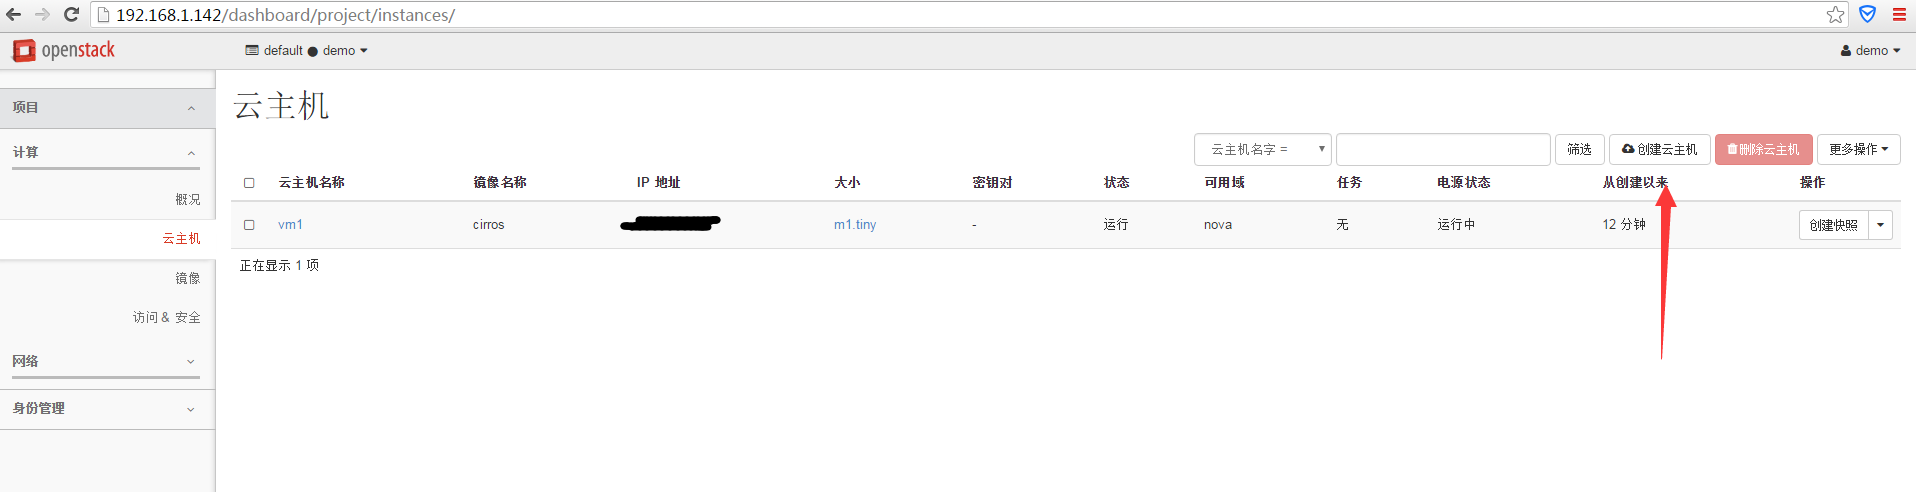 192.168.1.142/dashboard/project/instances/
openstack
default ● demo
demo
项目
计算
概况
云主机
镜像
访问 & 安全
网络
身份管理
云主机
云主机名字 =
筛选
创建云主机
删除云主机
更多操作
云主机名称 镜像名称 IP 地址 大小 密钥对 状态 可用域 任务 电源状态 从创建以来 操作
vm1 cirros m1.tiny - 运行 nova 无 运行中 12 分钟 创建快照
正在显示 1 项